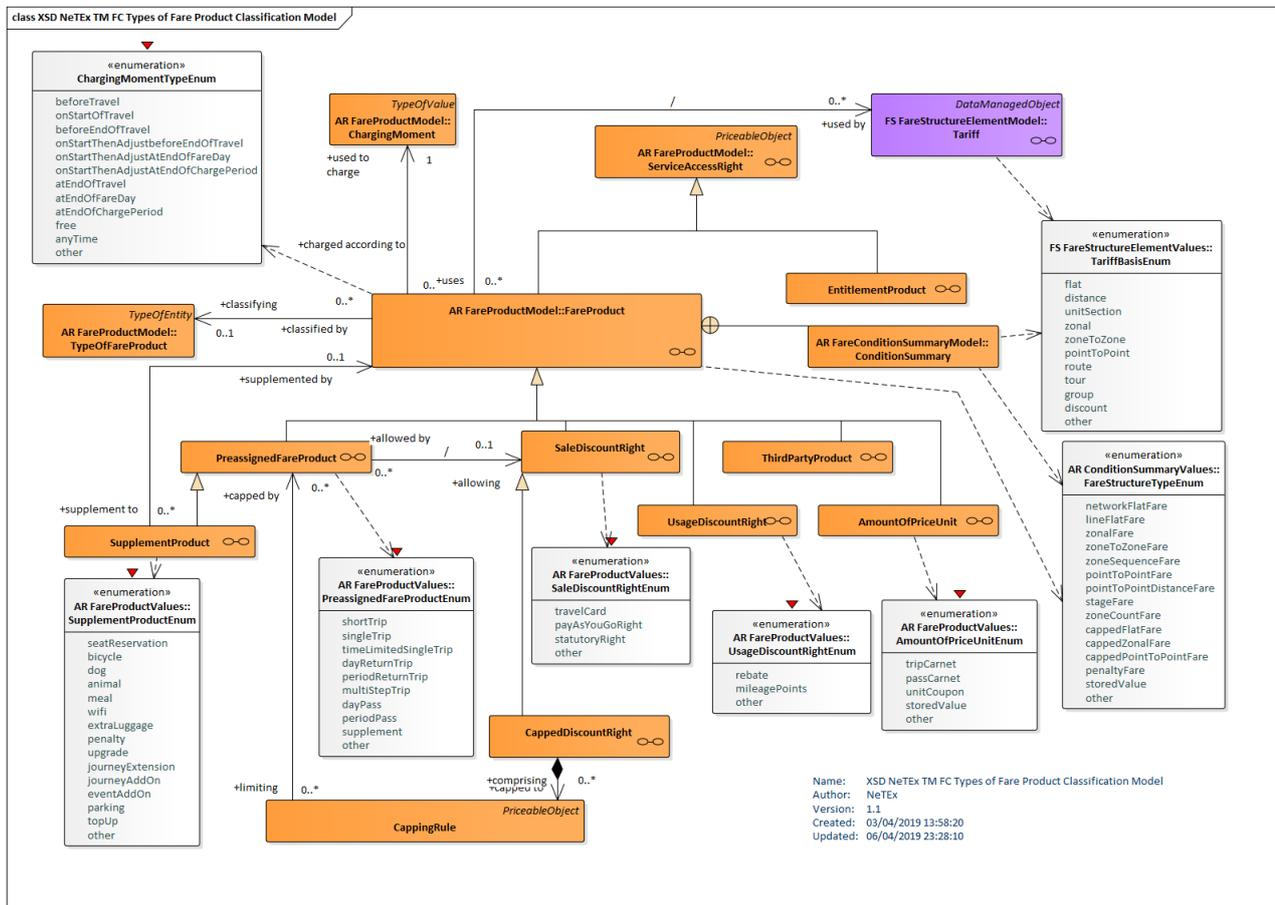 class XSD NeTEx TM FC Types of Fare Product Classification Model
«enumeration»
ChargingMomentTypeEnum
beforeTravel
onStartOfTravel
beforeEndOfTravel
onStartThenAdjustbeforeEndOfTravel
onStartThenAdjustAtEndOfFareDay
onStartThenAdjustAtEndOfChargePeriod
atEndOfTravel
atEndOfFareDay
atEndOfChargePeriod
free
anyTime
other
TypeOfValue
AR FareProductModel::
ChargingMoment
+used to
charge
1
/
0..*
+used by
DataManagedObject
FS FareStructureElementModel::
Tariff
PriceableObject
AR FareProductModel::
ServiceAccessRight
+charged according to
0..*
+uses
0..*
EntitlementProduct
«enumeration»
FS FareStructureElementValues::
TariffBasisEnum
flat
distance
unitSection
zonal
zoneToZone
pointToPoint
route
tour
group
discount
other
TypeOfEntity
AR FareProductModel::
TypeOfFareProduct
+classifying
0..*
0..1
+classified by
AR FareProductModel::FareProduct
AR FareConditionSummaryModel::
ConditionSummary
0..1
+supplemented by
PreassignedFareProduct
+allowed by
/
0..1
0..*
+allowing
SaleDiscountRight
ThirdPartyProduct
UsageDiscountRight
AmountOfPriceUnit
+capped by
0..*
+supplement to
0..*
SupplementProduct
«enumeration»
AR ConditionSummaryValues::
FareStructureTypeEnum
networkFlatFare
lineFlatFare
zonalFare
zoneToZoneFare
zoneSequenceFare
pointToPointFare
pointToPointDistanceFare
stageFare
zoneCountFare
cappedFlatFare
cappedZonalFare
cappedPointToPointFare
penaltyFare
storedValue
other
«enumeration»
AR FareProductValues::
SupplementProductEnum
seatReservation
bicycle
dog
animal
meal
wifi
extraLuggage
penalty
upgrade
journeyExtension
journeyAddOn
eventAddOn
parking
topUp
other
«enumeration»
AR FareProductValues::
PreassignedFareProductEnum
shortTrip
singleTrip
timeLimitedSingleTrip
dayReturnTrip
periodReturnTrip
multiStepTrip
dayPass
periodPass
supplement
other
«enumeration»
AR FareProductValues::
SaleDiscountRightEnum
travelCard
payAsYouGoRight
statutoryRight
other
«enumeration»
AR FareProductValues::
UsageDiscountRightEnum
rebate
mileagePoints
other
«enumeration»
AR FareProductValues::
AmountOfPriceUnitEnum
tripCarnet
passCarnet
unitCoupon
storedValue
other
CappedDiscountRight
+comprising
0..*
+capped to
+limiting
0..*
PriceableObject
CappingRule
Name: XSD NeTEx TM FC Types of Fare Product Classification Model
Author: NeTEx
Version: 1.1
Created: 03/04/2019 13:58:20
Updated: 06/04/2019 23:28:10